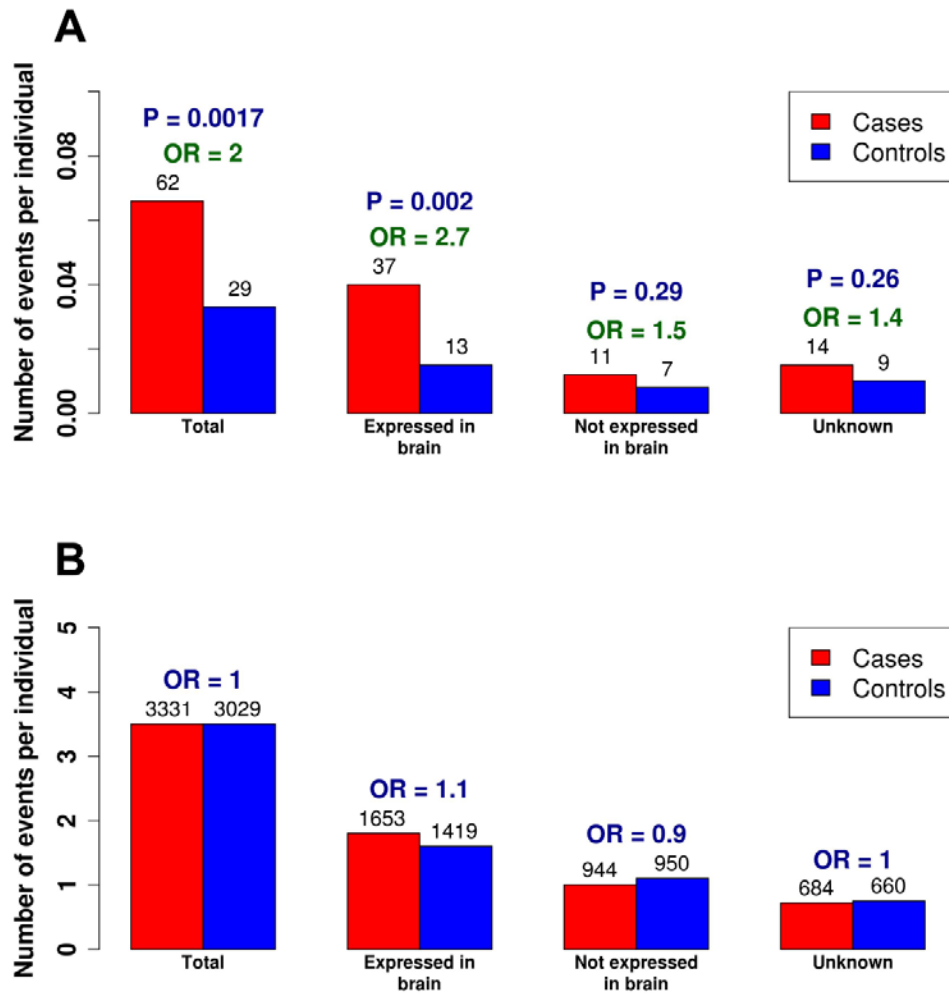 A
Number of events per individual
0.00
0.04
0.08
P = 0.0017
OR = 2
62
29
Total
P = 0.002
OR = 2.7
37
13
Expressed in
brain
P = 0.29
OR = 1.5
11
7
Not expressed
in brain
P = 0.26
OR = 1.4
14
9
Unknown
Cases
Controls
B
Number of events per individual
0
1
2
3
4
5
OR = 1
3331
3029
Total
OR = 1.1
1653
1419
Expressed in
brain
OR = 0.9
944
950
Not expressed
in brain
OR = 1
684
660
Unknown
Cases
Controls